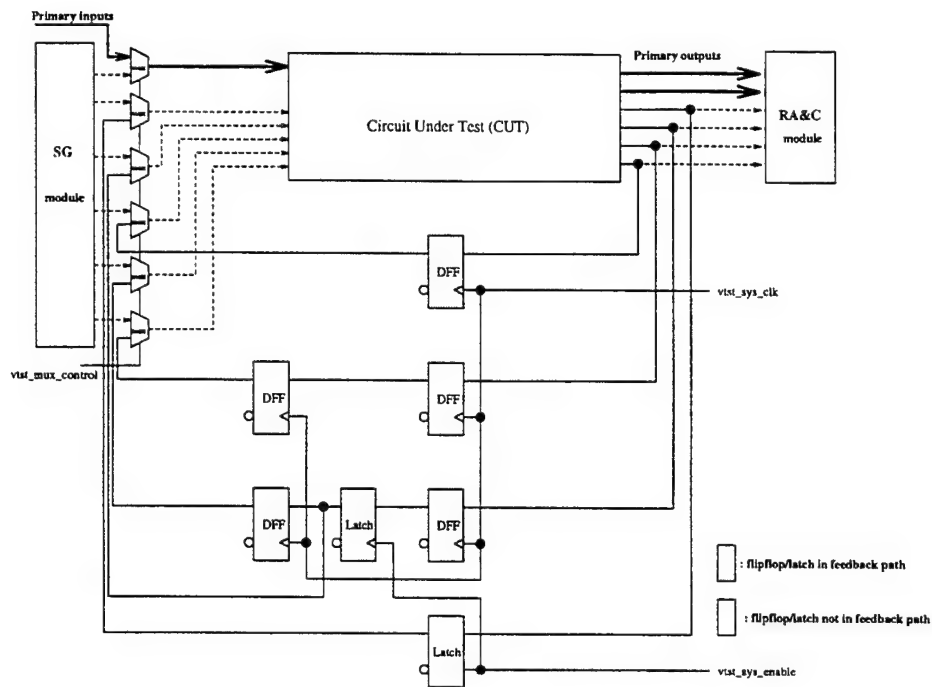 Primary inputs
SG
module
Circuit Under Test (CUT)
Primary outputs
RA&C
module
DFF
vtst_sys_clk
vtst_mux_control
DFF
DFF
DFF
Latch
DFF
: flipflop/latch in feedback path
: flipflop/latch not in feedback path
Latch
vtst_sys_enable